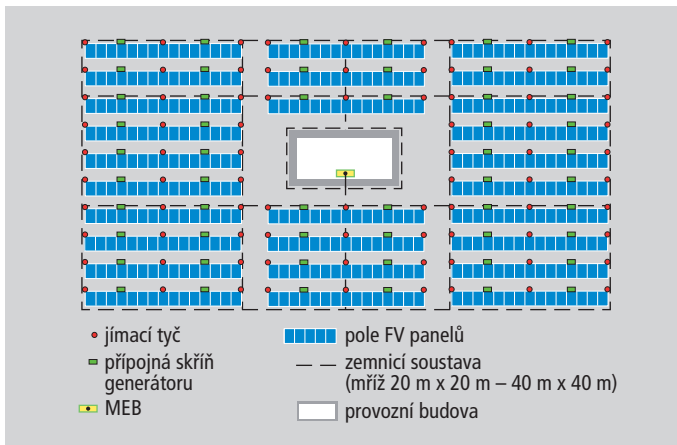 jímací tyč
přípojná skříň
generátoru
MEB
pole FV panelů
zemnicí soustava
(mříž 20 m x 20 m – 40 m x 40 m)
provozní budova